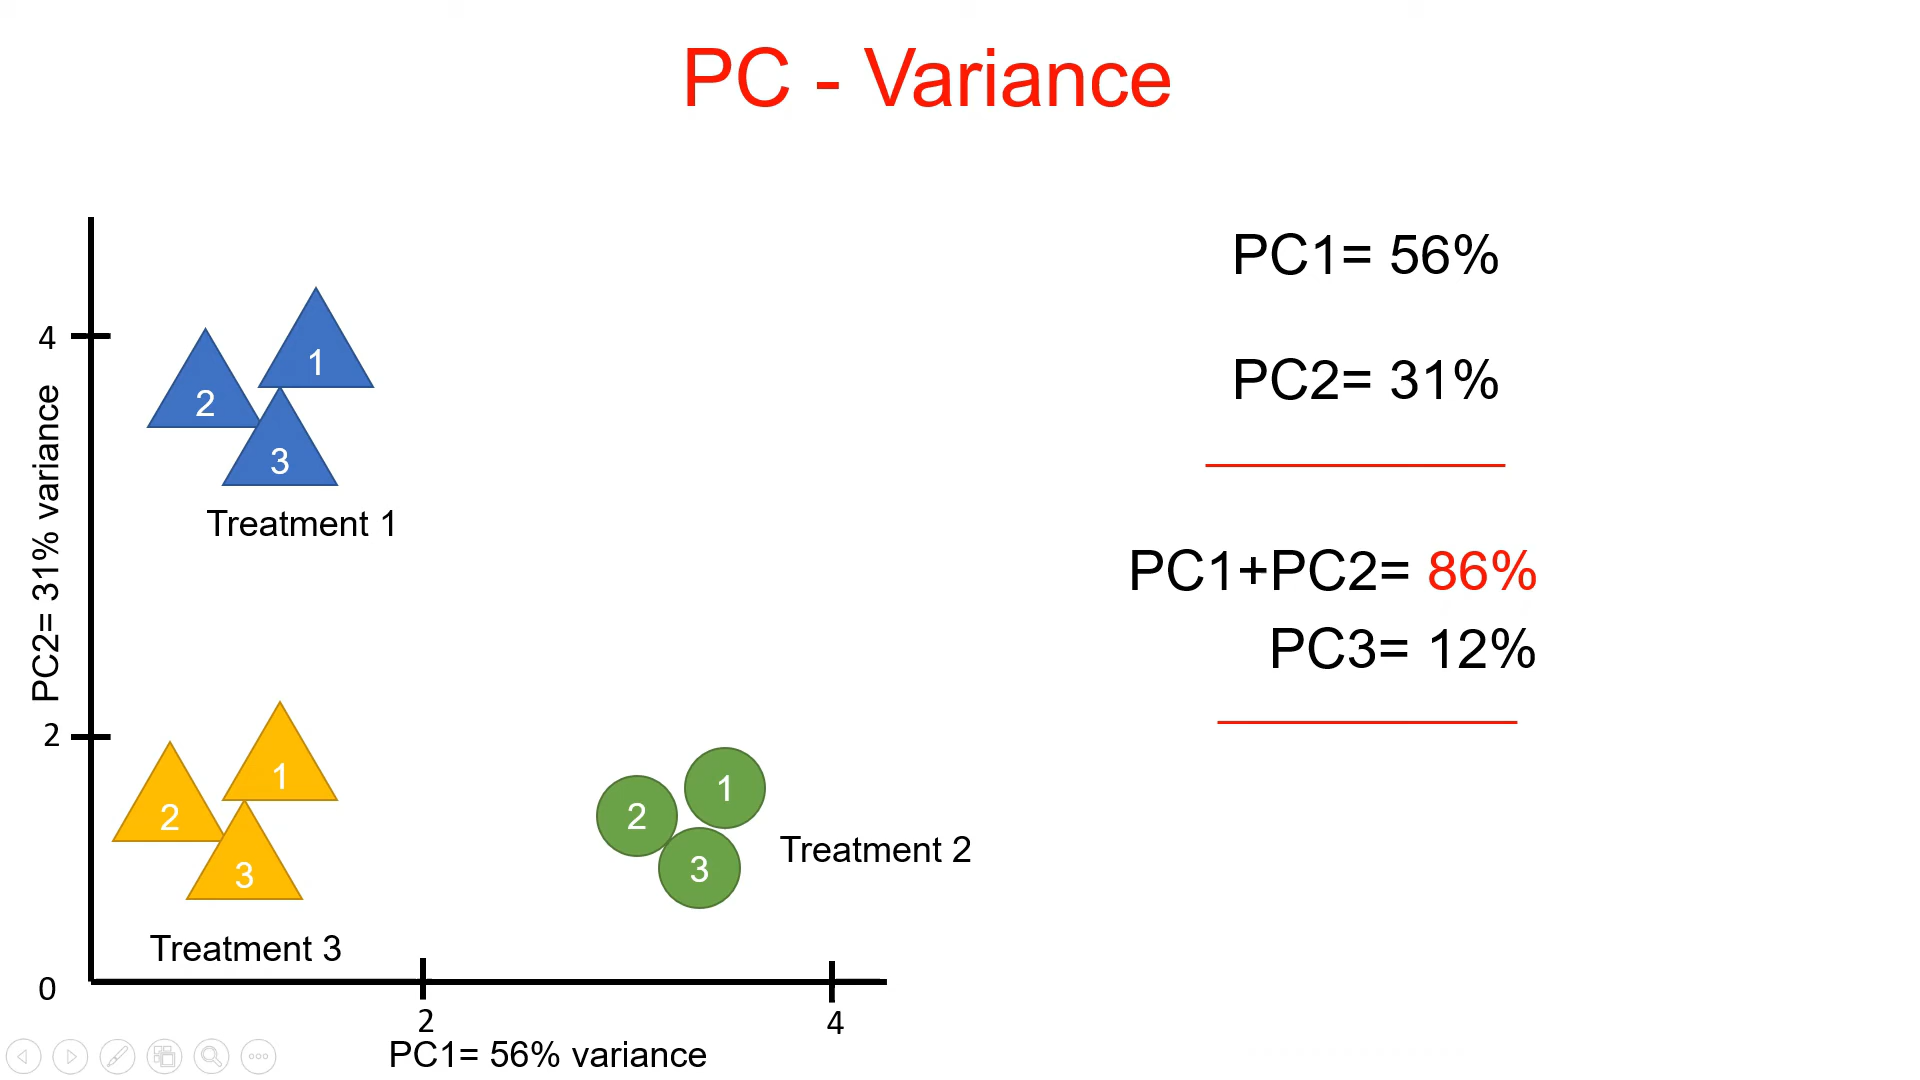 PC - Variance
PC1= 56%
PC2= 31%
PC1+PC2= 86%
PC3= 12%
4
PC2= 31% variance
2
0
1
2
3
Treatment 1
1
2
3
Treatment 3
1
2
3
Treatment 2
2
4
PC1= 56% variance